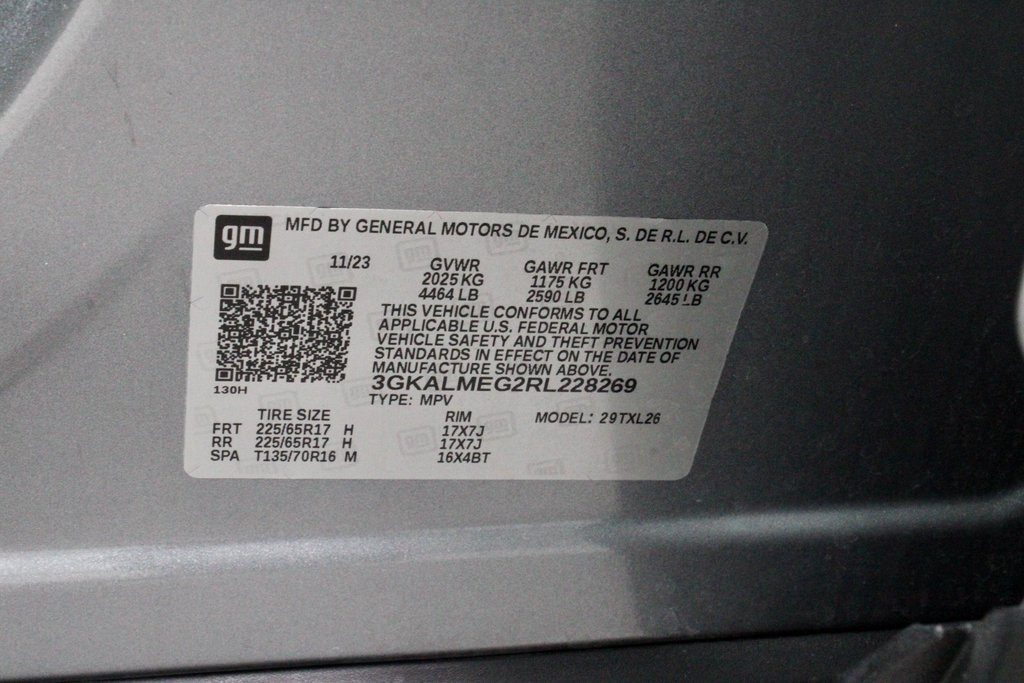 gm MFD BY GENERAL MOTORS DE MEXICO, S. DE R.L. DE C.V.
11/23 GVWR GAWR FRT GAWR RR
2025 KG 1175 KG 1200 KG
4464 LB 2590 LB 2645 LB
THIS VEHICLE CONFORMS TO ALL
APPLICABLE U.S. FEDERAL MOTOR
VEHICLE SAFETY AND THEFT PREVENTION
STANDARDS IN EFFECT ON THE DATE OF
MANUFACTURE SHOWN ABOVE.
3GKALMEG2RL228269
130H
TYPE: MPV
TIRE SIZE RIM MODEL: 29TXL26
FRT 225/65R17 H 17X7J
RR 225/65R17 H 17X7J
SPA T135/70R16 M 16X4BT